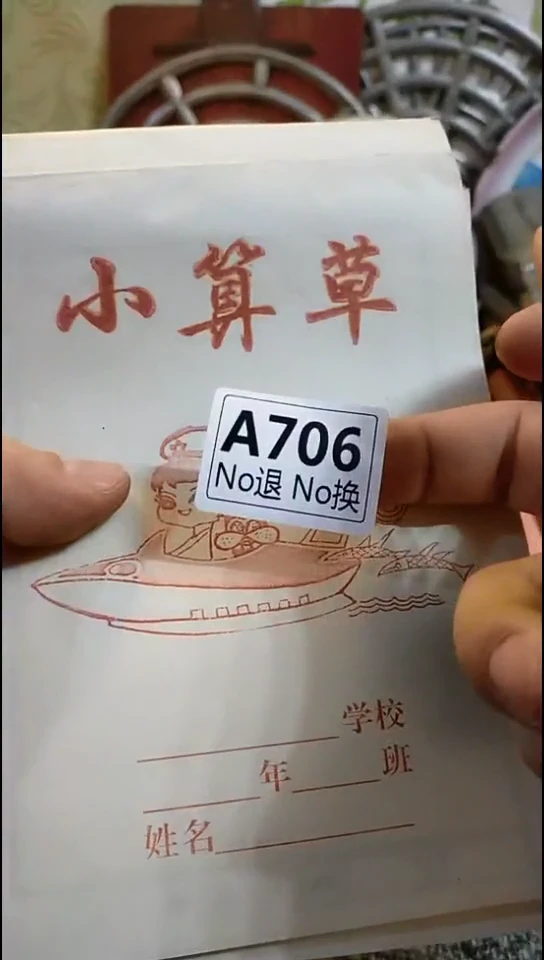 小算草
A706
No退 No换
学校
年 班
姓名